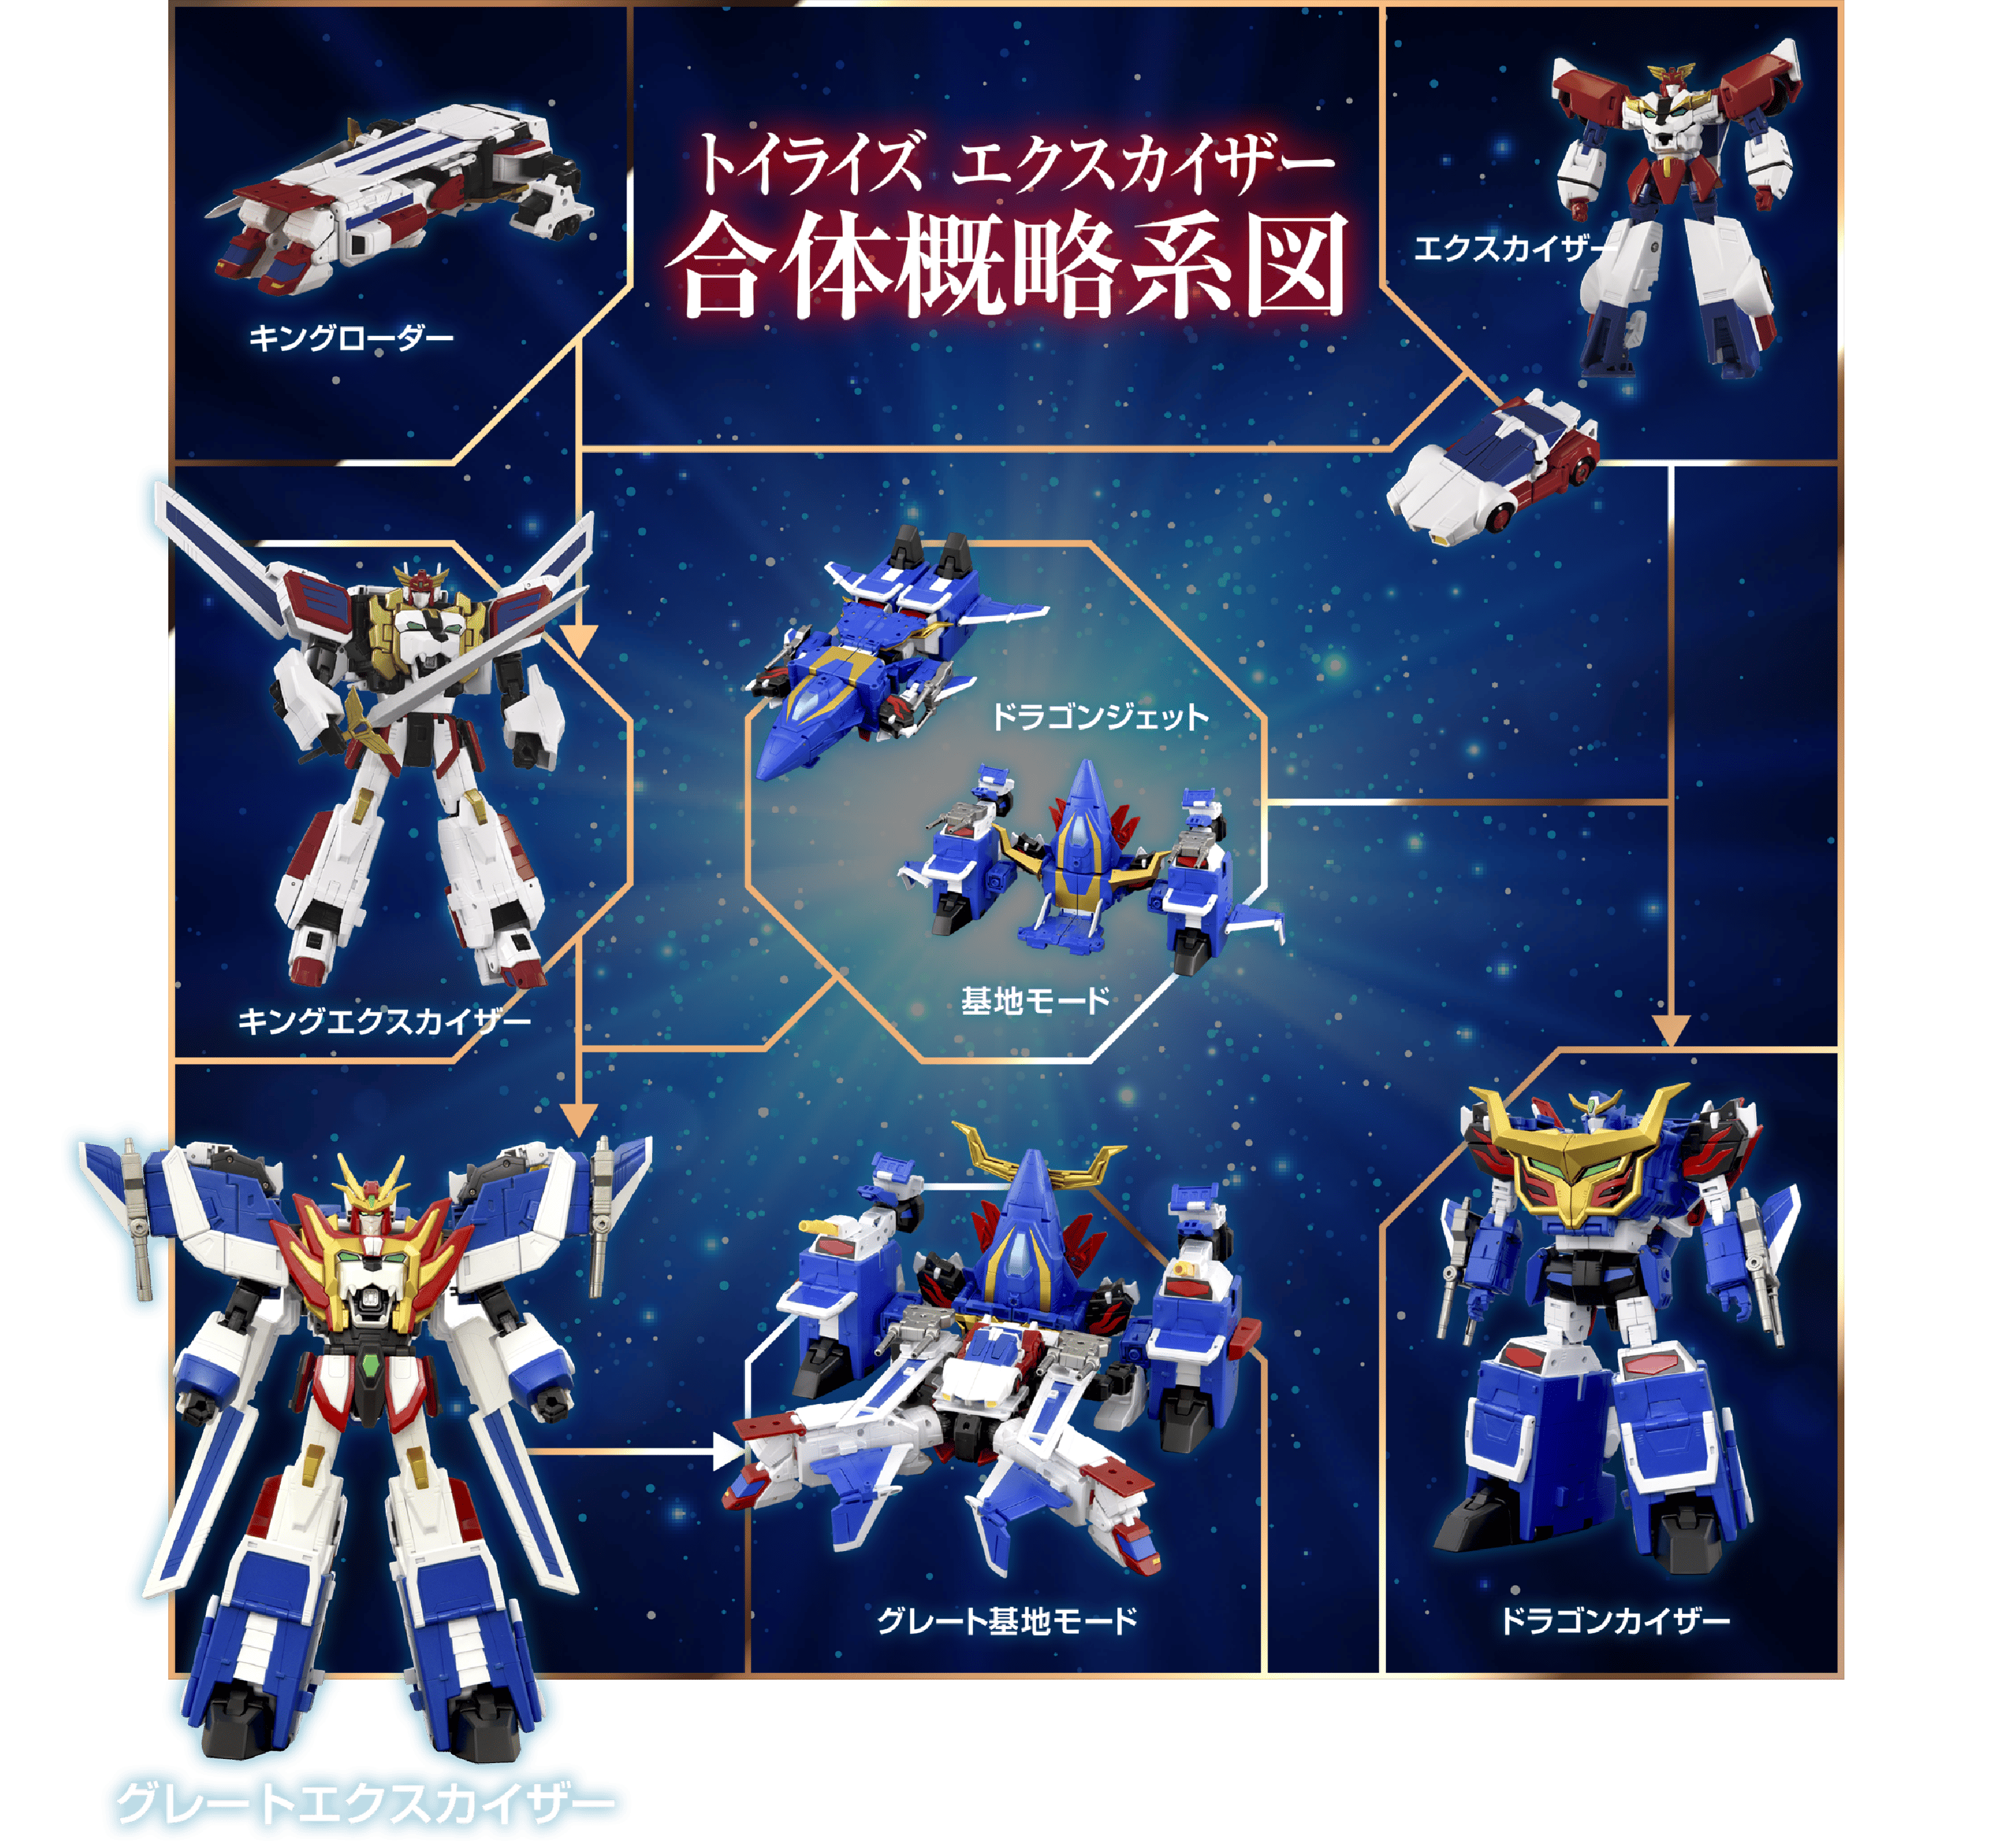 トイライズ エクスカイザー
合体概略系図
キングローダー
エクスカイザー
キングエクスカイザー
ドラゴンジェット
基地モード
グレートエクスカイザー
グレート基地モード
ドラゴンカイザー